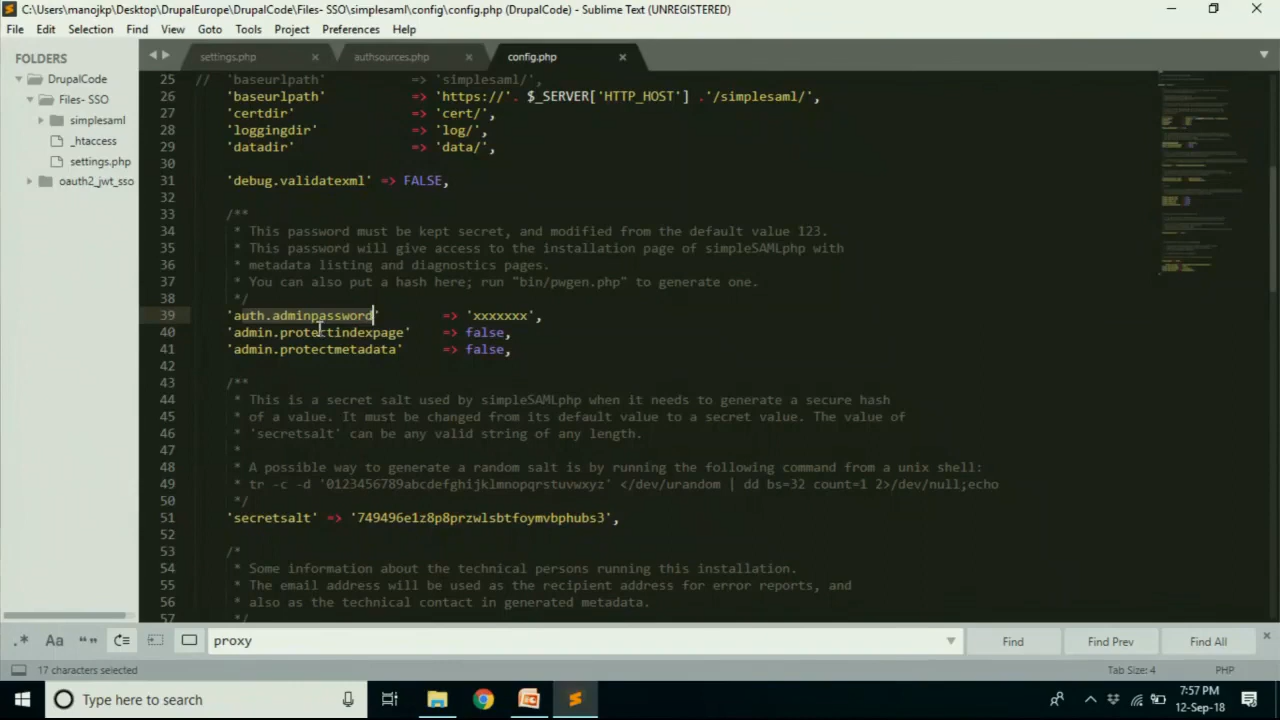 C:\Users\manojkp\Desktop\DrupalEurope\DrupalCode\Files- SSO\simplesaml\config\config.php (DrupalCode) - Sublime Text (UNREGISTERED)
File Edit Selection Find View Goto Tools Project Preferences Help
FOLDERS
DrupalCode
Files- SSO
simplesaml
_htaccess
settings.php
oauth2_jwt_sso
settings.php × authsources.php × config.php ×
25 // 'baseurlpath' => 'simplesaml/',
26 'baseurlpath' => 'https://'. $_SERVER['HTTP_HOST'] .'/simplesaml/',
27 'certdir' => 'cert/',
28 'loggingdir' => 'log/',
29 'datadir' => 'data/',
30
31 'debug.validatexml' => FALSE,
32
33 /**
34 * This password must be kept secret, and modified from the default value 123.
35 * This password will give access to the installation page of simpleSAMLphp with
36 * metadata listing and diagnostics pages.
37 * You can also put a hash here; run "bin/pwgen.php" to generate one.
38 */
39 'auth.adminpassword' => 'xxxxxxx',
40 'admin.protectindexpage' => false,
41 'admin.protectmetadata' => false,
42
43 /**
44 * This is a secret salt used by simpleSAMLphp when it needs to generate a secure hash
45 * of a value. It must be changed from its default value to a secret value. The value of
46 * 'secretsalt' can be any valid string of any length.
47 *
48 * A possible way to generate a random salt is by running the following command from a unix shell:
49 * tr -c -d '0123456789abcdefghijklmnopqrstuvwxyz' </dev/urandom | dd bs=32 count=1 2>/dev/null;echo
50 */
51 'secretsalt' => '749496e1z8p8przwlsbtfoymvbphubs3',
52
53 /*
54 * Some information about the technical persons running this installation.
55 * The email address will be used as the recipient address for error reports, and
56 * also as the technical contact in generated metadata.
57 */
.* Aa “” proxy Find Find Prev Find All ×
17 characters selected Tab Size: 4 PHP
Type here to search 7:57 PM
12-Sep-18